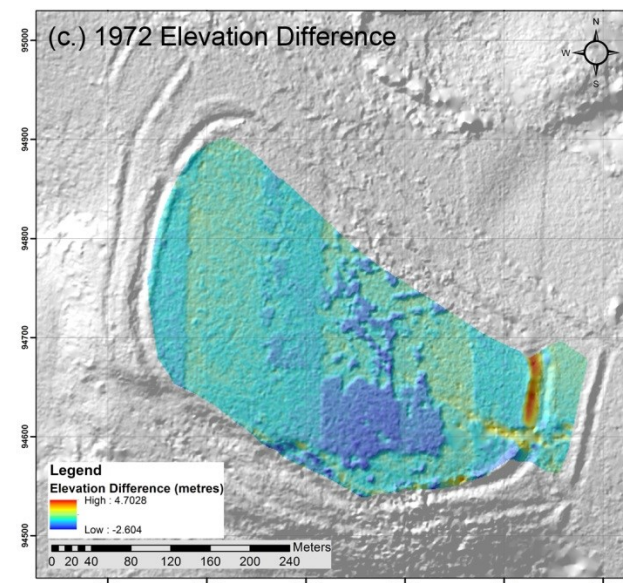 (c.) 1972 Elevation Difference
N
W E
S
95000
94900
94800
94700
94600
94500
Legend
Elevation Difference (metres)
High : 4.7028
Low : -2.604
Meters
0 20 40 80 120 160 200 240